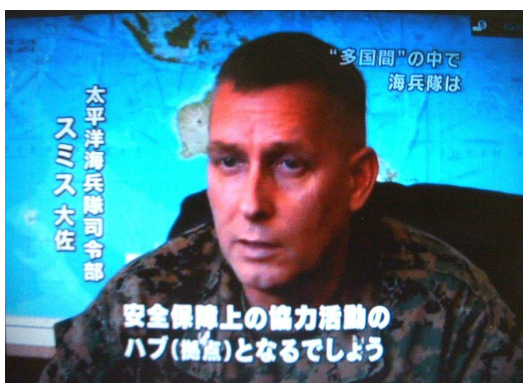 “多国間”の中で
海兵隊は
太平洋海兵隊司令部
スミス大佐
安全保障上の協力活動の
ハブ(拠点)となるでしょう